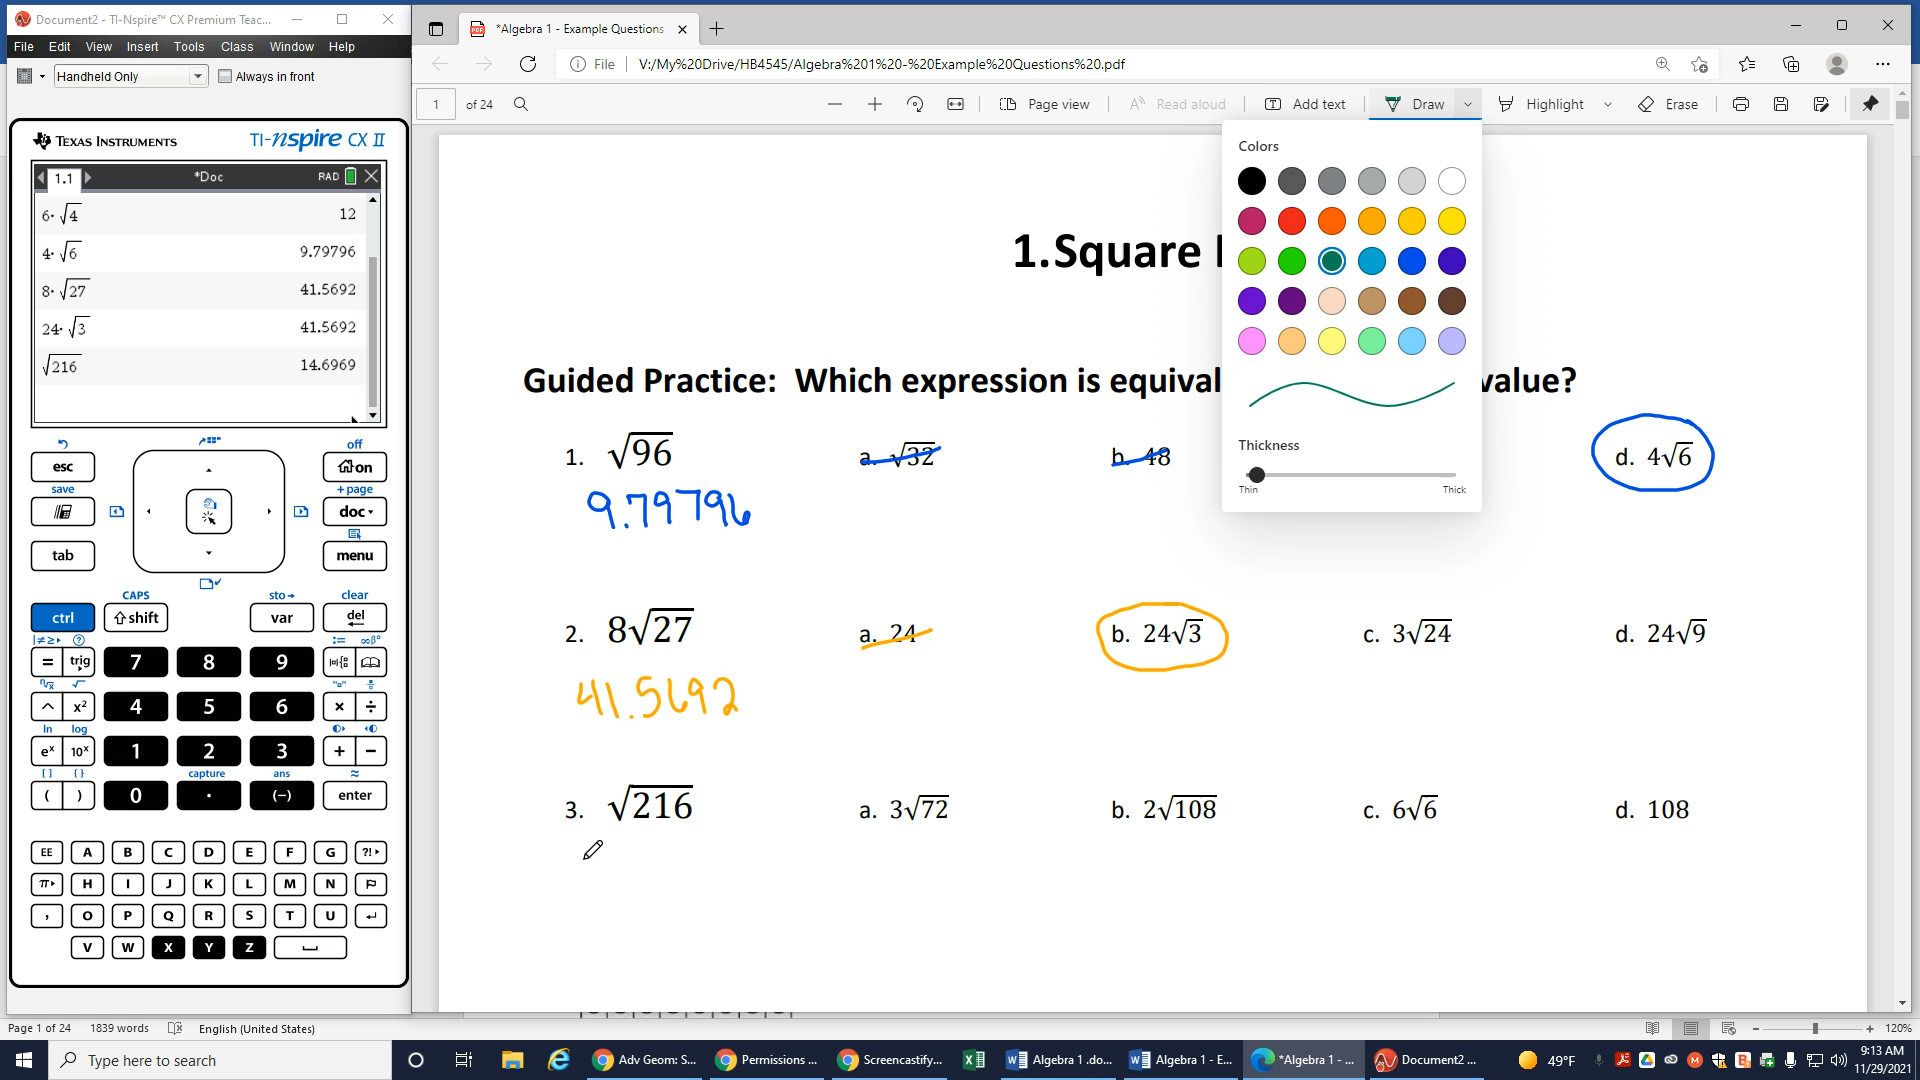 Document2 - TI-Nspire™ CX Premium Teac...
File Edit View Insert Tools Class Window Help
Handheld Only Always in front
TEXAS INSTRUMENTS TI-nspire CX II
1.1 *Doc RAD
6·√4 12
4·√6 9.79796
8·√27 41.5692
24·√3 41.5692
√216 14.6969
off
esc on
save +page
doc
tab menu
CAPS sto→ clear
ctrl shift var del
|≠≥▸ ? := ∞β°
= trig 7 8 9
ⁿ√x √
^ x² 4 5 6 × ÷
ln log
eˣ 10ˣ 1 2 3 + −
[ ] { } capture ans ≈
( ) 0 . (−) enter
EE A B C D E F G ?!▸
π▸ H I J K L M N
, O P Q R S T U
V W X Y Z
*Algebra 1 - Example Questions
File V:/My%20Drive/HB4545/Algebra%201%20-%20Example%20Questions%20.pdf
1 of 24 Page view Read aloud Add text Draw Highlight Erase
Colors
Thickness
Thin Thick
1.Square
Guided Practice: Which expression is equival value?
1. √96 a. √32 b. 48 d. 4√6
9.79796
2. 8√27 a. 24 b. 24√3 c. 3√24 d. 24√9
41.5692
3. √216 a. 3√72 b. 2√108 c. 6√6 d. 108
Page 1 of 24 1839 words English (United States) 120%
Type here to search
Adv Geom: S...
Permissions ...
Screencastify...
Algebra 1 .do...
Algebra 1 - E...
*Algebra 1 - ...
Document2 ...
49°F
9:13 AM
11/29/2021